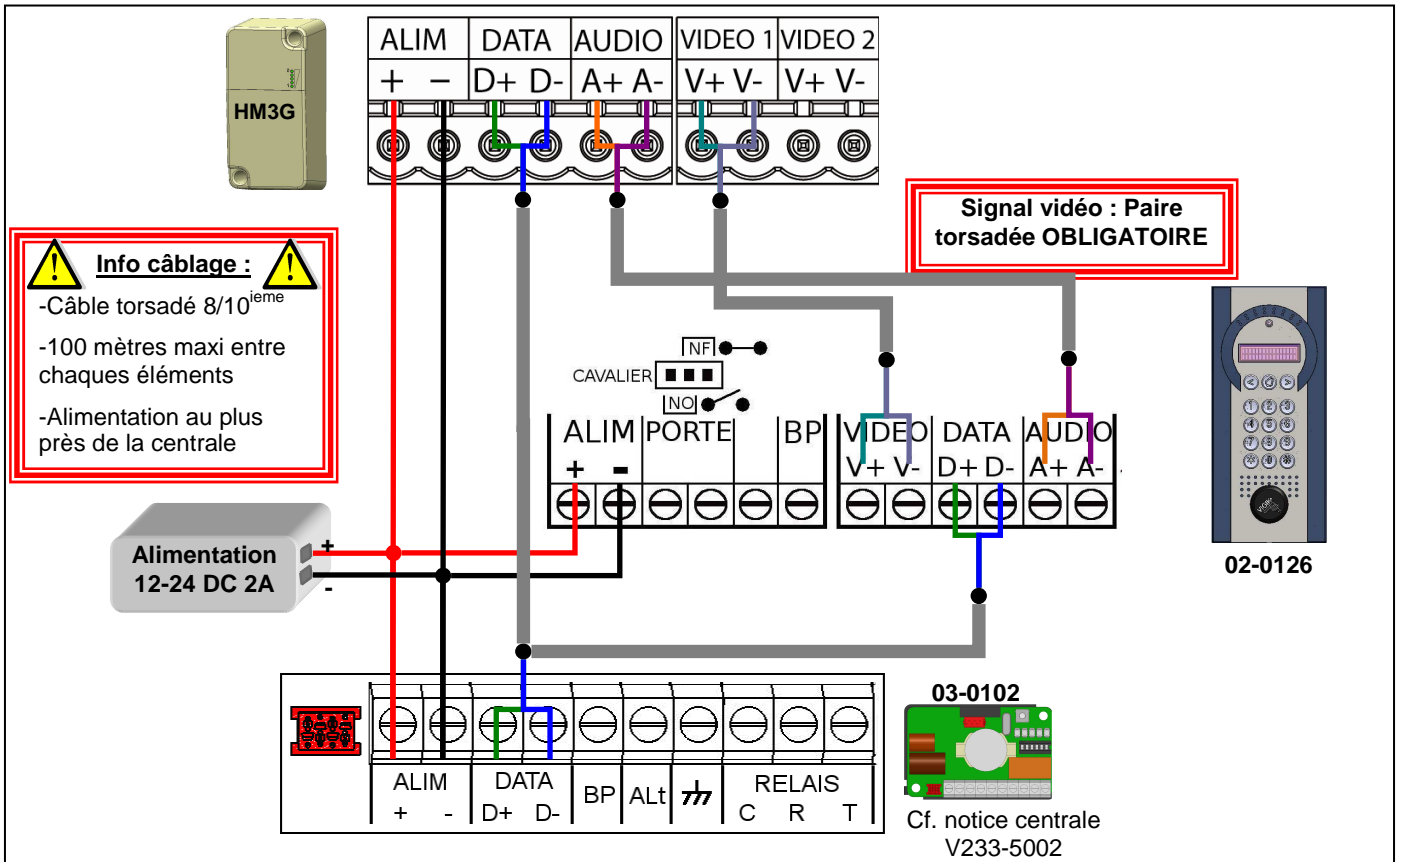 ALIM DATA AUDIO VIDEO 1 VIDEO 2
+ - D+ D- A+ A- V+ V- V+ V-
HM3G
Signal vidéo : Paire
torsadée OBLIGATOIRE
Info câblage :
-Câble torsadé 8/10ieme
-100 mètres maxi entre
chaques éléments
-Alimentation au plus
près de la centrale
NF
CAVALIER
NO
ALIM PORTE BP VIDEO DATA AUDIO
+ - V+ V- D+ D- A+ A-
Alimentation
12-24 DC 2A
+
-
02-0126
03-0102
ALIM DATA BP ALt RELAIS
+ - D+ D- C R T
Cf. notice centrale
V233-5002